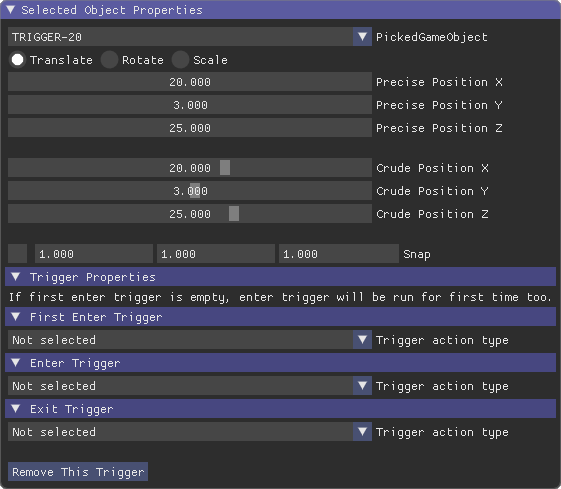 Selected Object Properties
TRIGGER-20 PickedGameObject
Translate Rotate Scale
20.000 Precise Position X
3.000 Precise Position Y
25.000 Precise Position Z
20.000 Crude Position X
3.000 Crude Position Y
25.000 Crude Position Z
1.000 1.000 1.000 Snap
Trigger Properties
If first enter trigger is empty, enter trigger will be run for first time too.
First Enter Trigger
Not selected Trigger action type
Enter Trigger
Not selected Trigger action type
Exit Trigger
Not selected Trigger action type
Remove This Trigger